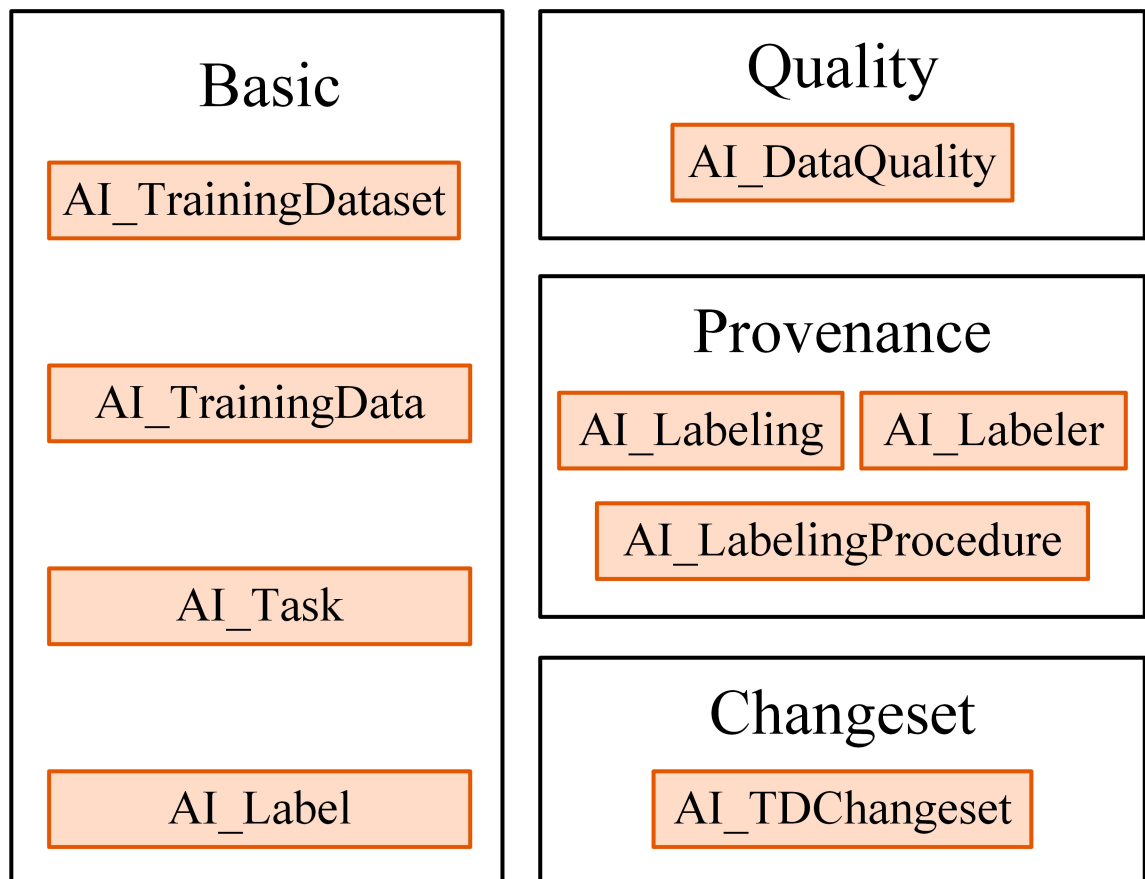 Basic
AI_TrainingDataset
AI_TrainingData
AI_Task
AI_Label
Quality
AI_DataQuality
Provenance
AI_Labeling
AI_Labeler
AI_LabelingProcedure
Changeset
AI_TDChangeset